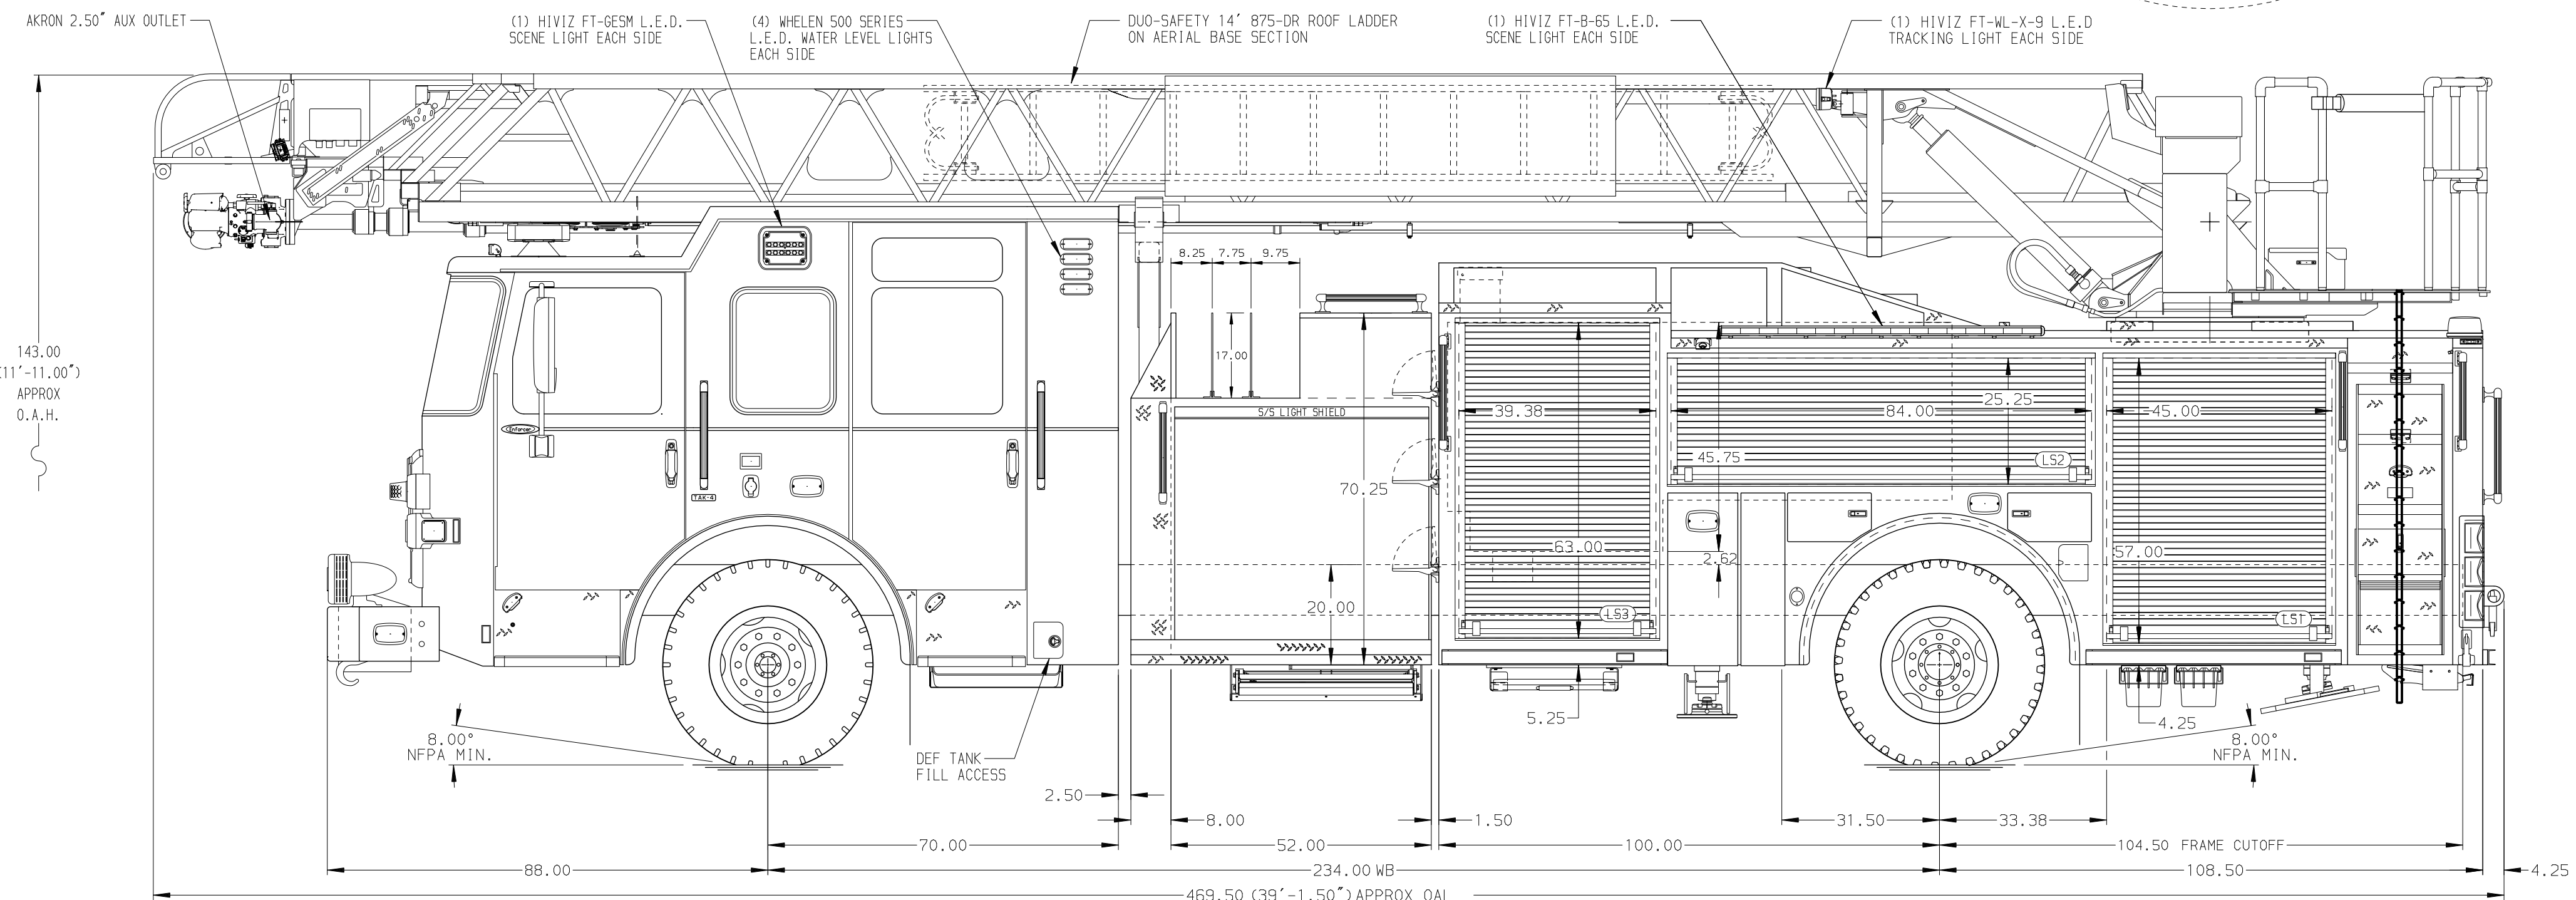 AKRON 2.50" AUX OUTLET
(1) HIVIZ FT-GESM L.E.D.
SCENE LIGHT EACH SIDE
(4) WHELEN 500 SERIES
L.E.D. WATER LEVEL LIGHTS
EACH SIDE
DUO-SAFETY 14' 875-DR ROOF LADDER
ON AERIAL BASE SECTION
(1) HIVIZ FT-B-65 L.E.D.
SCENE LIGHT EACH SIDE
(1) HIVIZ FT-WL-X-9 L.E.D
TRACKING LIGHT EACH SIDE
143.00
(11'-11.00")
APPROX
O.A.H.
8.25
7.75
9.75
17.00
S/S LIGHT SHIELD
Enforcer
TAK-4
70.25
20.00
39.38
63.00
LS3
84.00
25.25
45.75
LS2
2.62
45.00
57.00
LS1
5.25
4.25
8.00°
NFPA MIN.
8.00°
NFPA MIN.
DEF TANK
FILL ACCESS
2.50
8.00
1.50
31.50
33.38
70.00
52.00
100.00
104.50 FRAME CUTOFF
88.00
234.00 WB
108.50
4.25
469.50 (39'-1.50") APPROX OAL